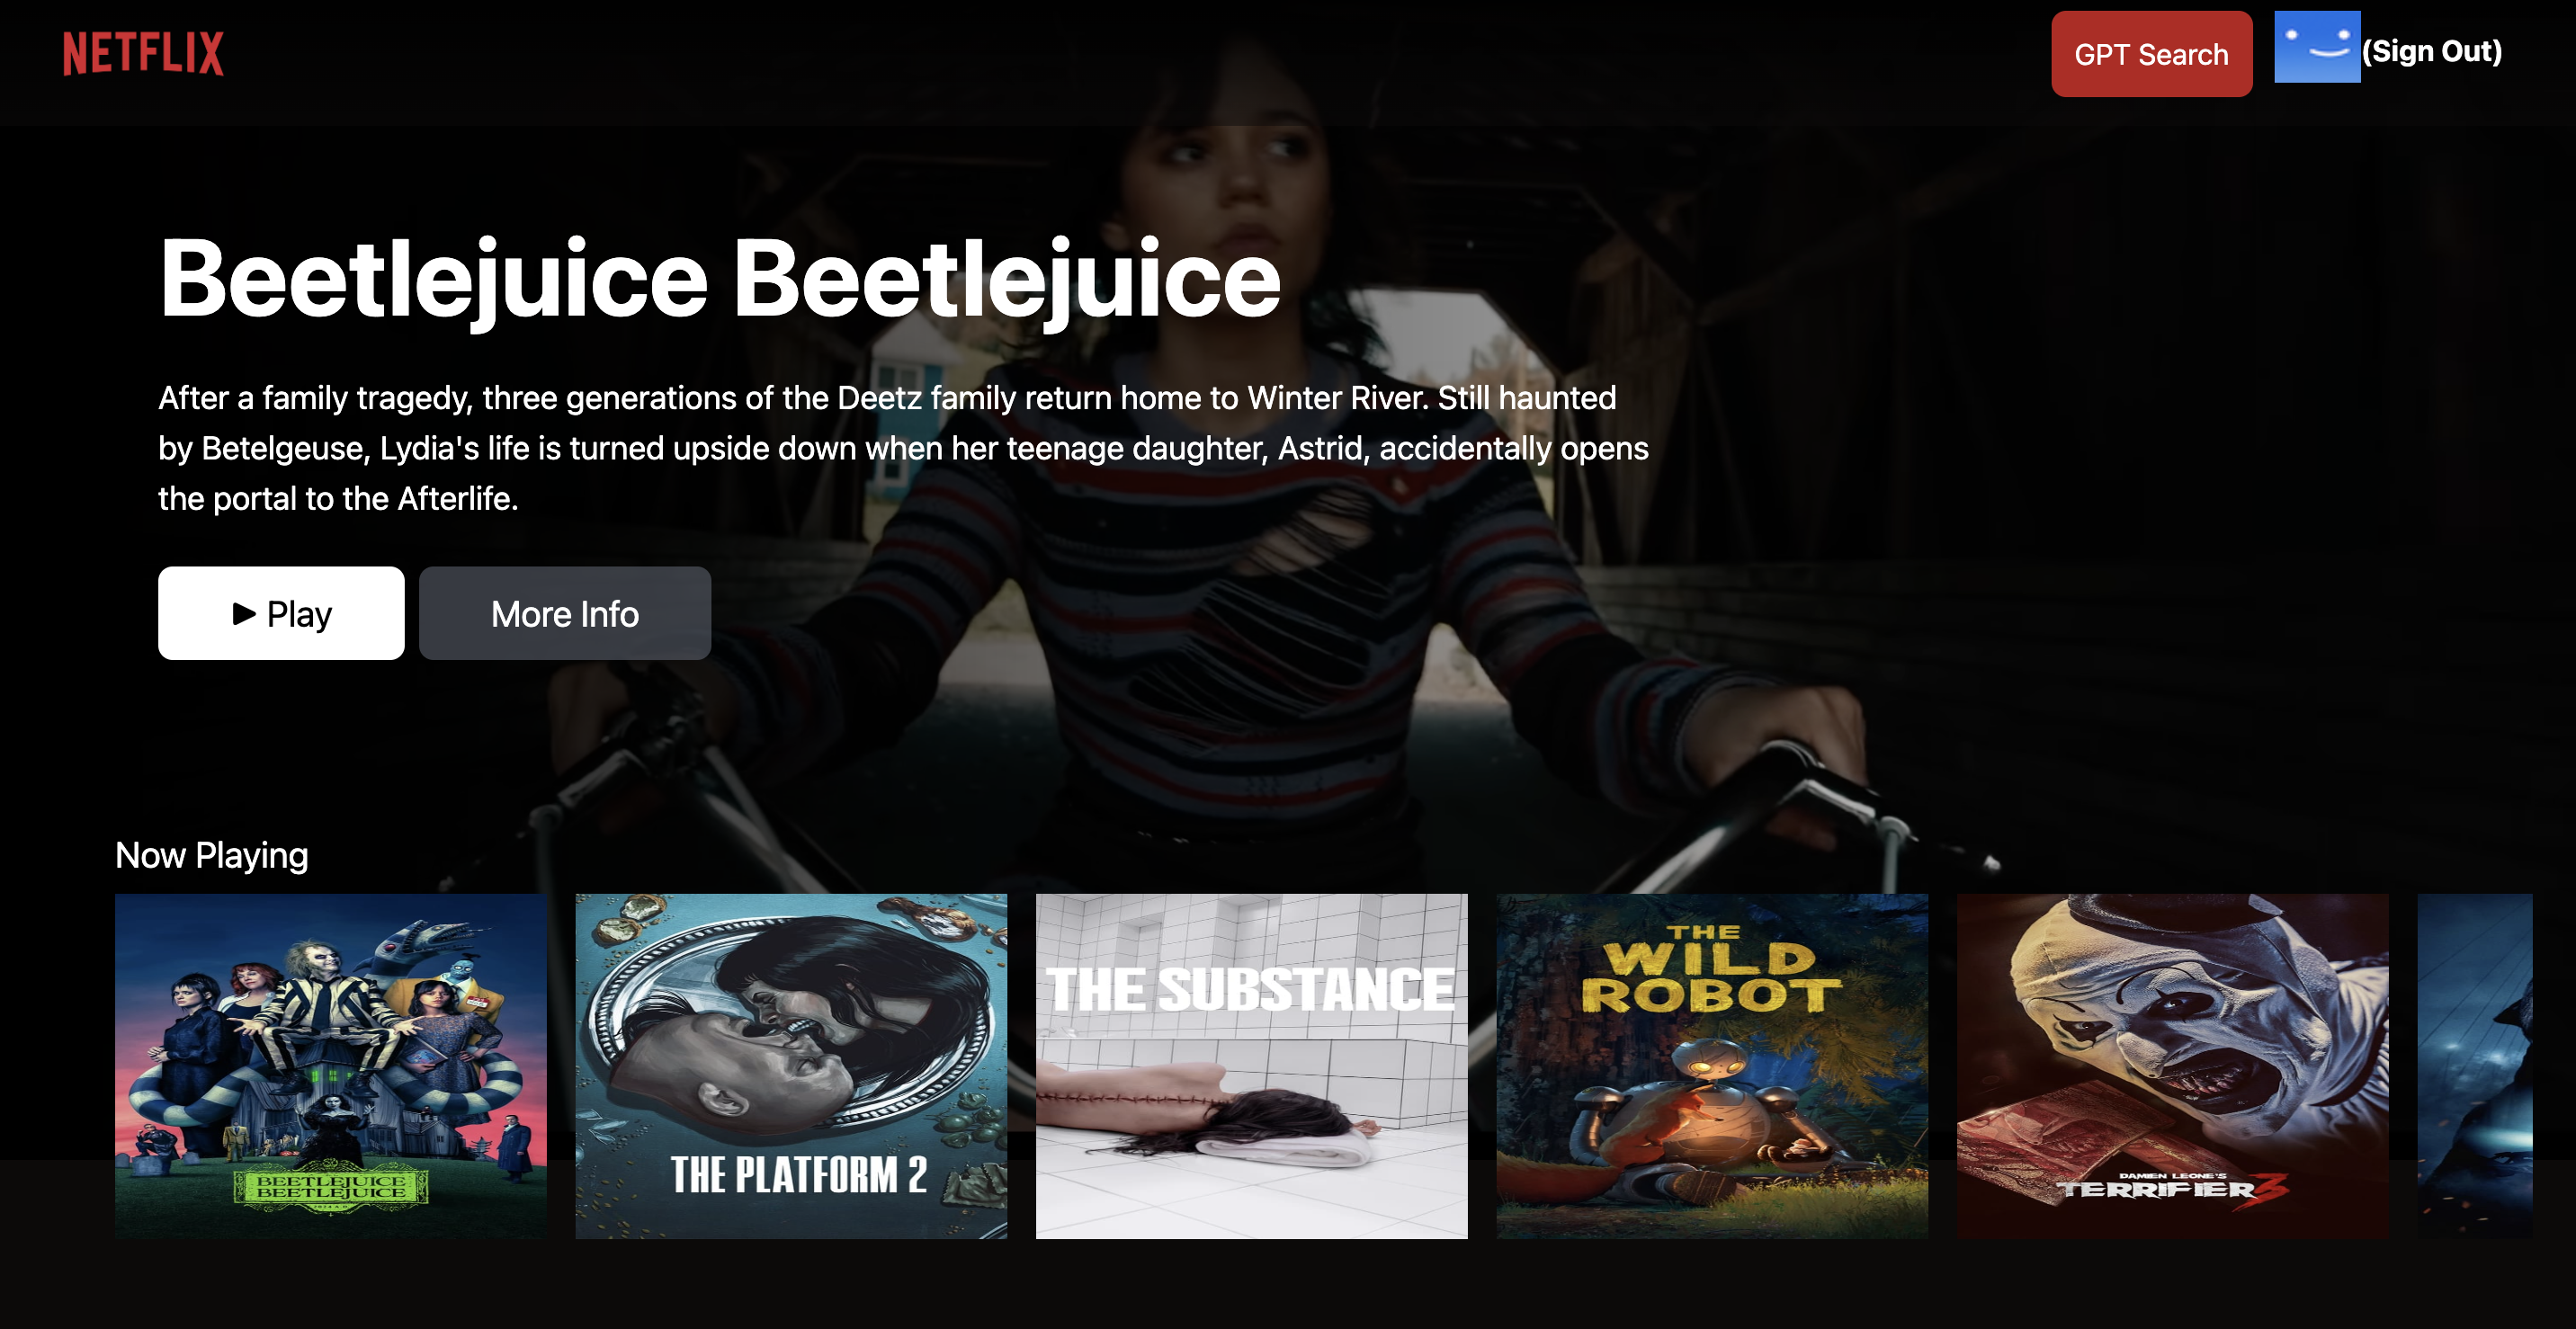 NETFLIX
GPT Search
(Sign Out)
Beetlejuice Beetlejuice
After a family tragedy, three generations of the Deetz family return home to Winter River. Still haunted
by Betelgeuse, Lydia's life is turned upside down when her teenage daughter, Astrid, accidentally opens
the portal to the Afterlife.
Play
More Info
Now Playing
BEETLEJUICE
BEETLEJUICE
THE PLATFORM 2
THE SUBSTANCE
THE
WILD
ROBOT
DAMIEN LEONE'S
TERRIFIER 3